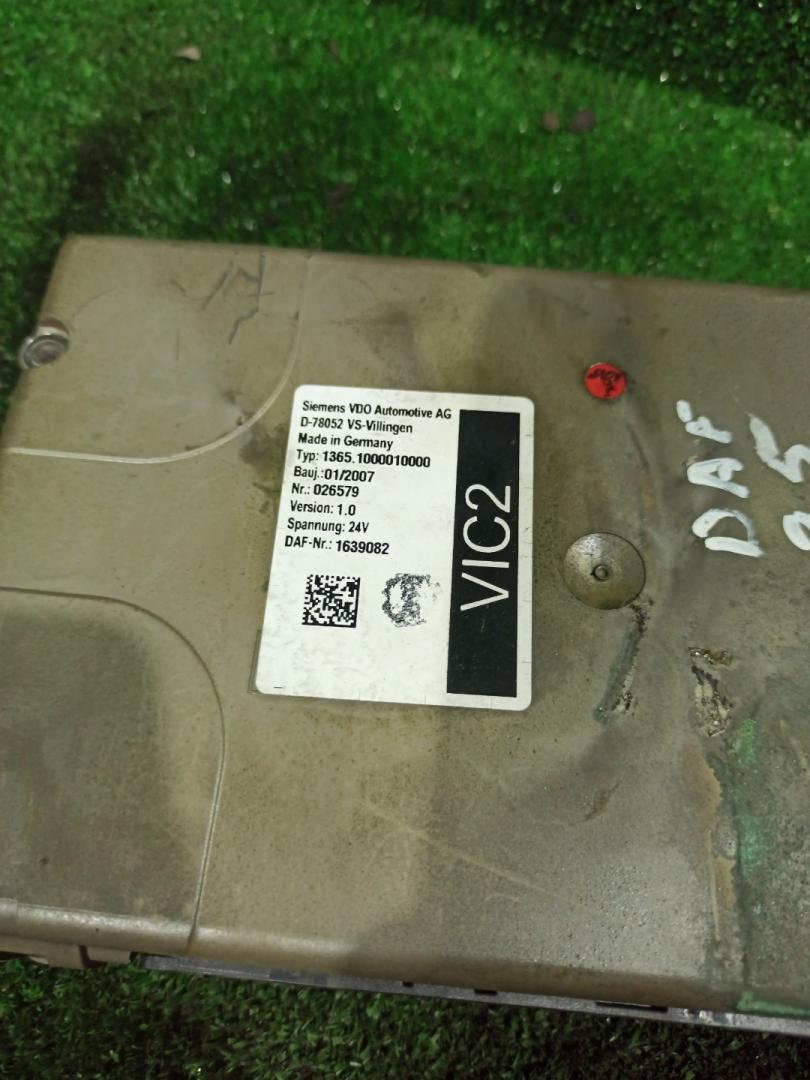 Siemens VDO Automotive AG
D-78052 VS-Villingen
Made in Germany
Typ: 1365.1000010000
Bauj.:01/2007
Nr.: 026579
Version: 1.0
Spannung: 24V
DAF-Nr.: 1639082
VIC2
DAF